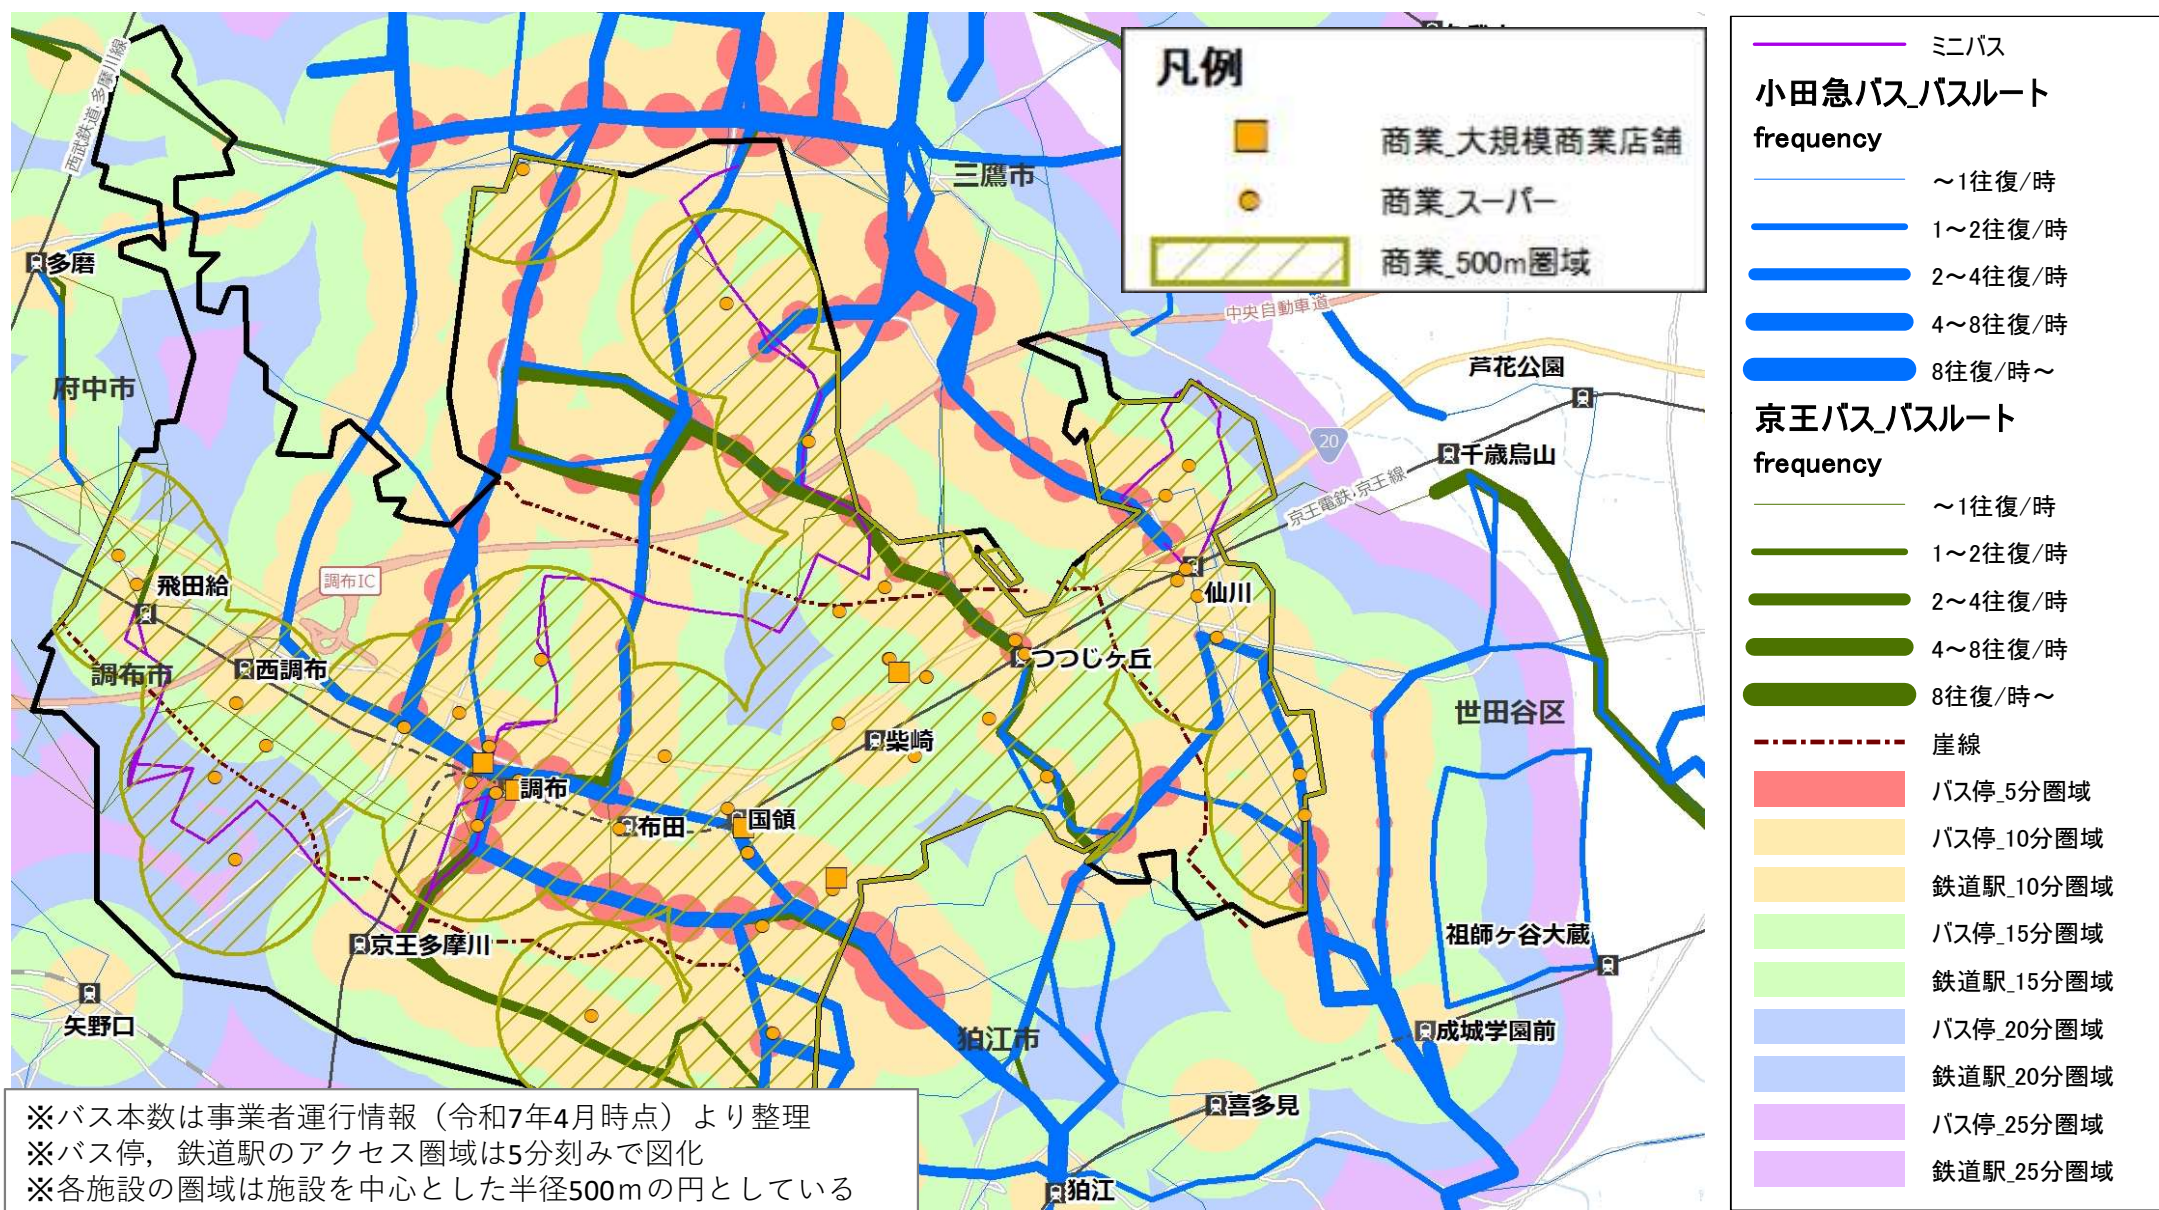 凡例
商業_大規模商業店舗
商業_スーパー
商業_500m圏域
西武鉄道・多摩川線
三鷹市
多磨
中央自動車道
府中市
芦花公園
20
千歳烏山
京王電鉄・京王線
飛田給
調布IC
仙川
調布市
西調布
つつじヶ丘
世田谷区
柴崎
調布
布田
国領
京王多摩川
祖師ヶ谷大蔵
矢野口
狛江市
成城学園前
喜多見
狛江
※バス本数は事業者運行情報（令和7年4月時点）より整理
※バス停，鉄道駅のアクセス圏域は5分刻みで図化
※各施設の圏域は施設を中心とした半径500ｍの円としている
ミニバス
小田急バス_バスルート
frequency
～1往復/時
1～2往復/時
2～4往復/時
4～8往復/時
8往復/時～
京王バス_バスルート
frequency
～1往復/時
1～2往復/時
2～4往復/時
4～8往復/時
8往復/時～
崖線
バス停_5分圏域
バス停_10分圏域
鉄道駅_10分圏域
バス停_15分圏域
鉄道駅_15分圏域
バス停_20分圏域
鉄道駅_20分圏域
バス停_25分圏域
鉄道駅_25分圏域